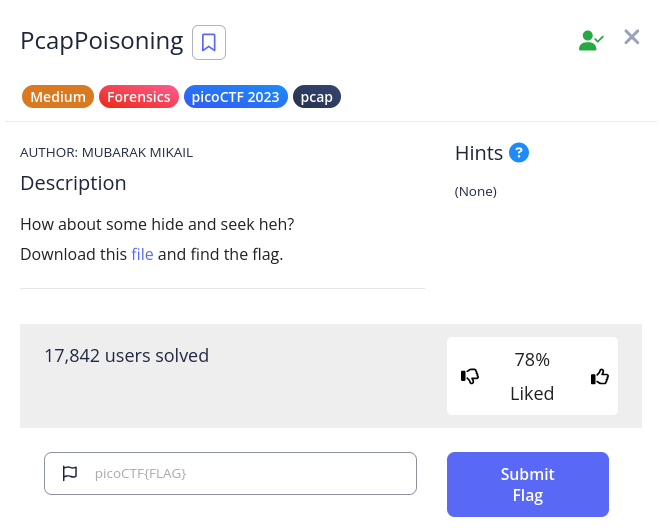 PcapPoisoning
Medium Forensics picoCTF 2023 pcap
AUTHOR: MUBARAK MIKAIL
Description
How about some hide and seek heh?
Download this file and find the flag.
Hints ?
(None)
17,842 users solved
78%
Liked
picoCTF{FLAG}
Submit
Flag